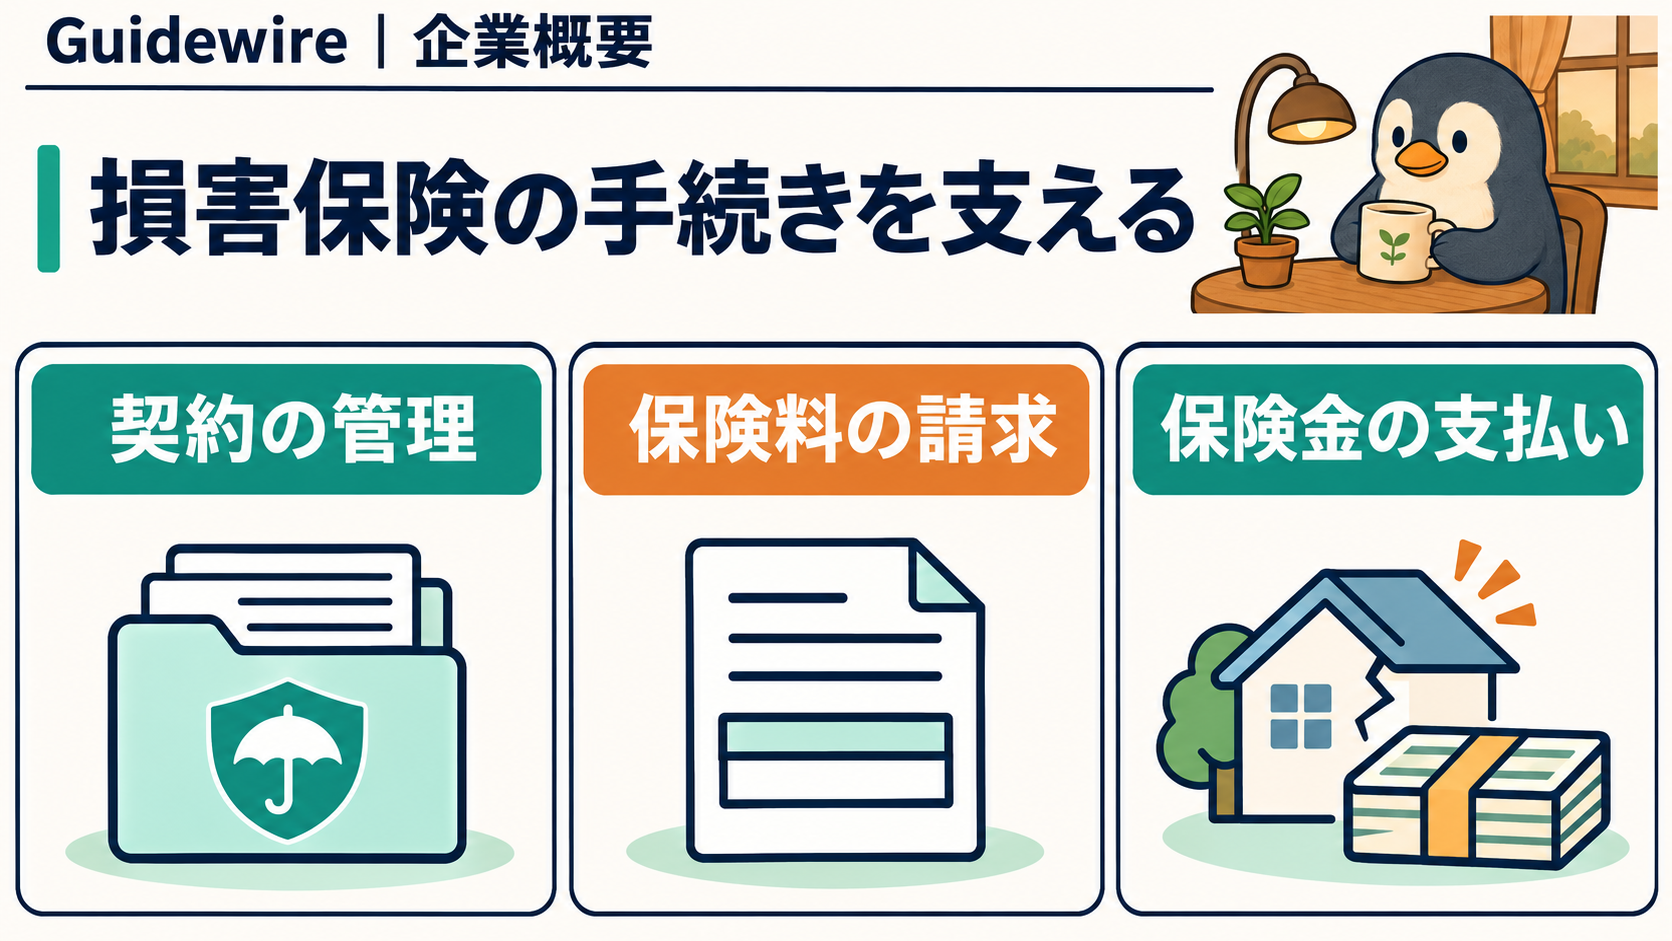 Guidewire｜企業概要
損害保険の手続きを支える
契約の管理
保険料の請求
保険金の支払い